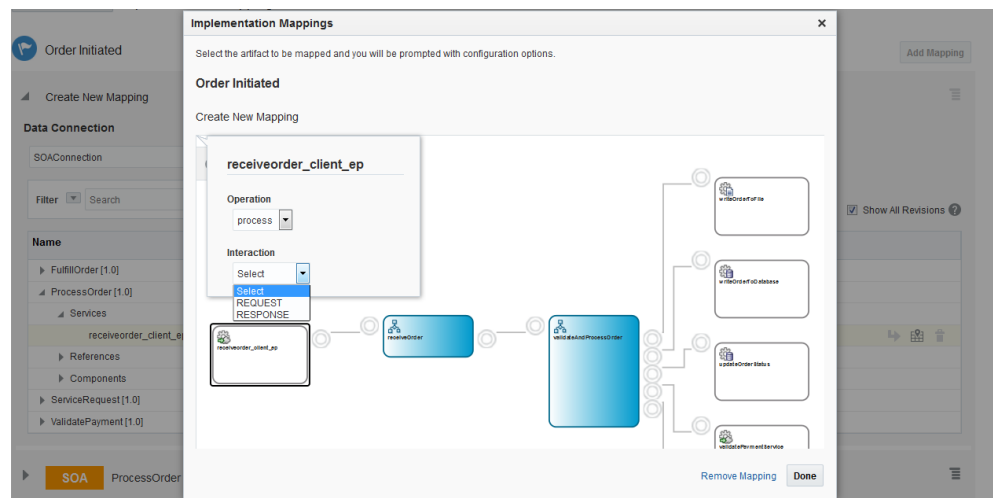 Implementation Mappings
Select the artifact to be mapped and you will be prompted with configuration options.
Order Initiated
Create New Mapping
Order Initiated
Add Mapping
Create New Mapping
Data Connection
SOAConnection
Filter
Search
Show All Revisions
Name
FulfillOrder [1.0]
ProcessOrder [1.0]
Services
receiveorder_client_e
References
Components
ServiceRequest [1.0]
ValidatePayment [1.0]
SOA
ProcessOrder
receiveorder_client_ep
Operation
process
Interaction
Select
Select
REQUEST
RESPONSE
receiveorder_client_ep
receiveOrder
validateAndProcessOrder
writeOrderToFile
writeOrderToDatabase
updateOrderStatus
validatePaymentService
Remove Mapping
Done